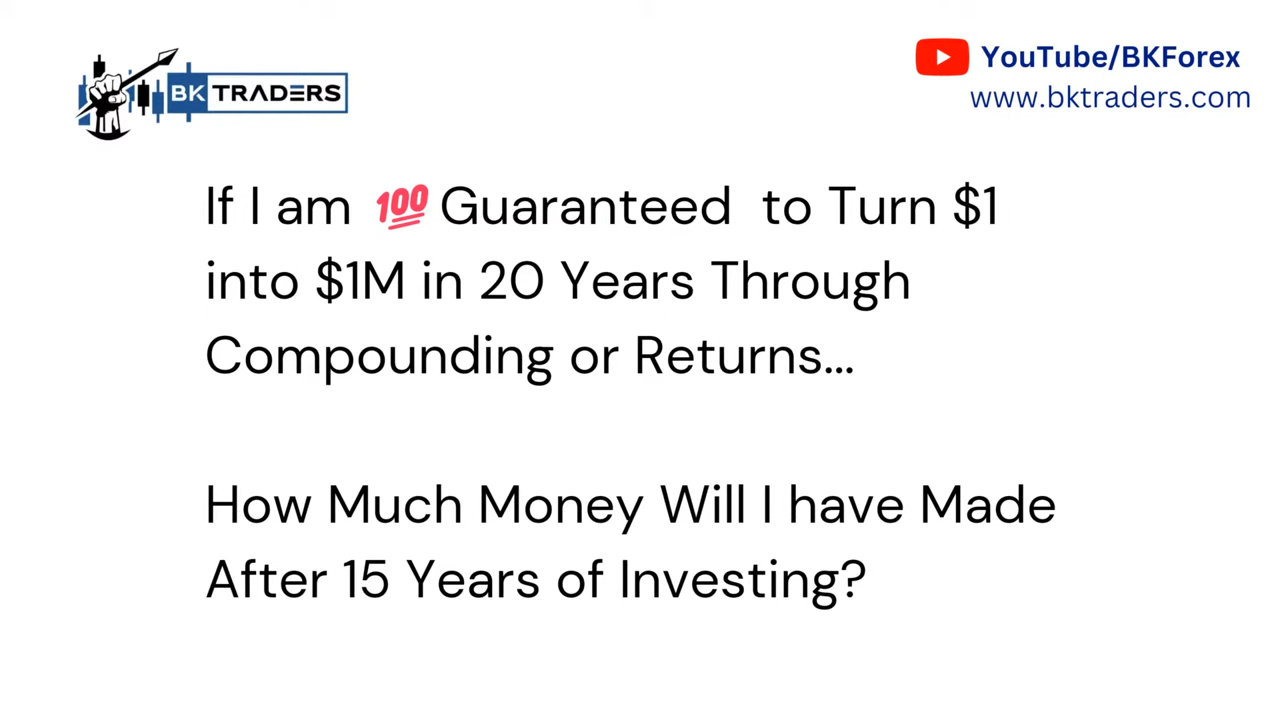 BK TRADERS
YouTube/BKForex
www.bktraders.com
If I am 💯 Guaranteed to Turn $1
into $1M in 20 Years Through
Compounding or Returns...
How Much Money Will I have Made
After 15 Years of Investing?